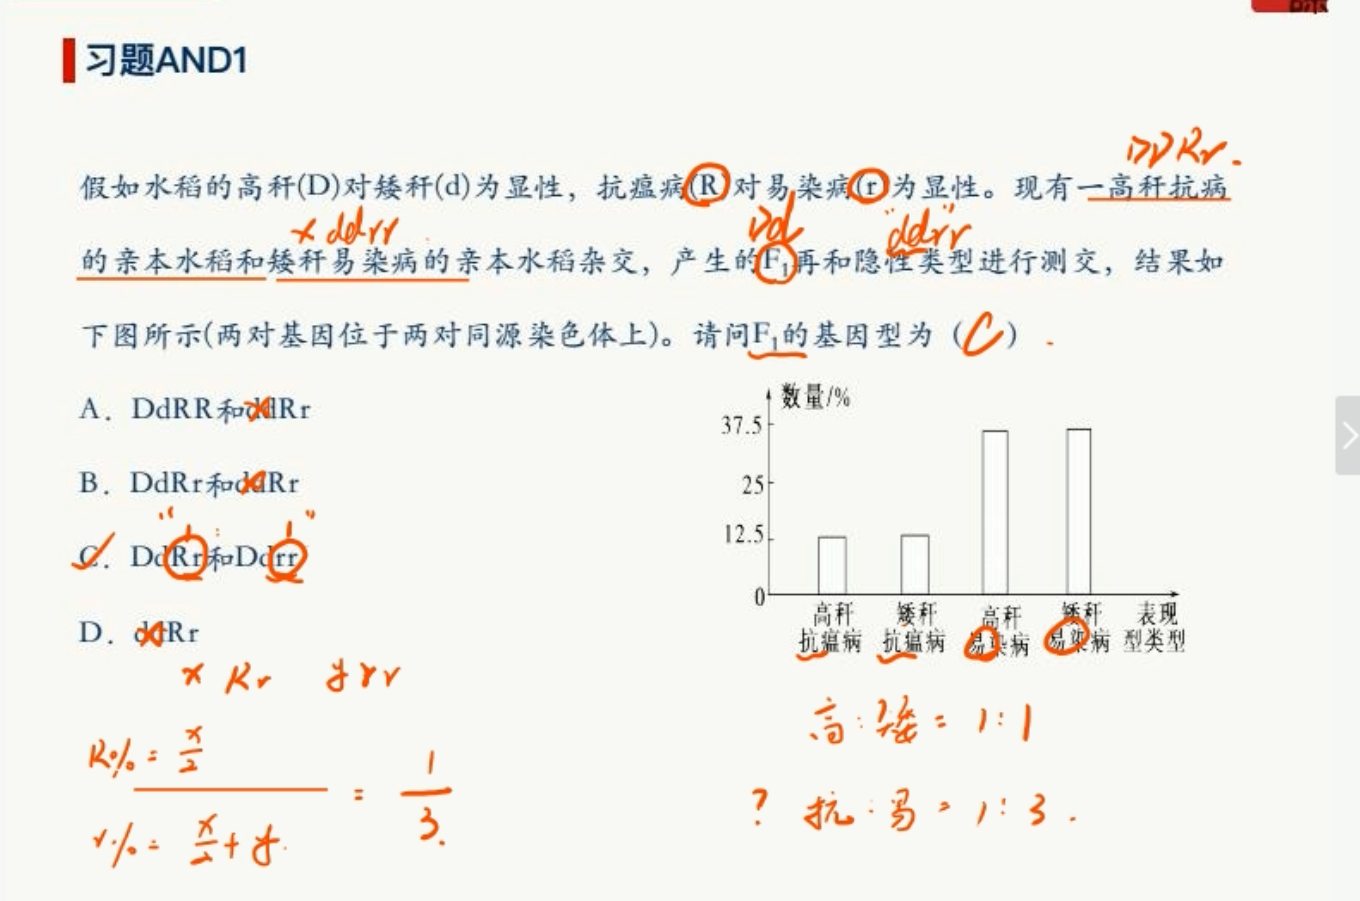 习题AND1
DDRr.
假如水稻的高秆(D)对矮秆(d)为显性，抗瘟病(R)对易染病(r)为显性。现有一高秆抗病
×ddrr
Dd
"ddrr"
的亲本水稻和矮秆易染病的亲本水稻杂交，产生的F₁再和隐性类型进行测交，结果如
下图所示(两对基因位于两对同源染色体上)。请问F₁的基因型为（C）
A．DdRR和ddRr
B．DdRr和ddRr
"1 : 1"
C．DdRr和Ddrr
D．ddRr
数量/%
37.5
25
12.5
0
高秆 矮秆 高秆 矮秆 表现
抗瘟病 抗瘟病 易染病 易染病 型类型
x Rr y rr
高:矮=1:1
R%=x/2
r%=x/2+y
=1/3
? 抗:易=1:3.